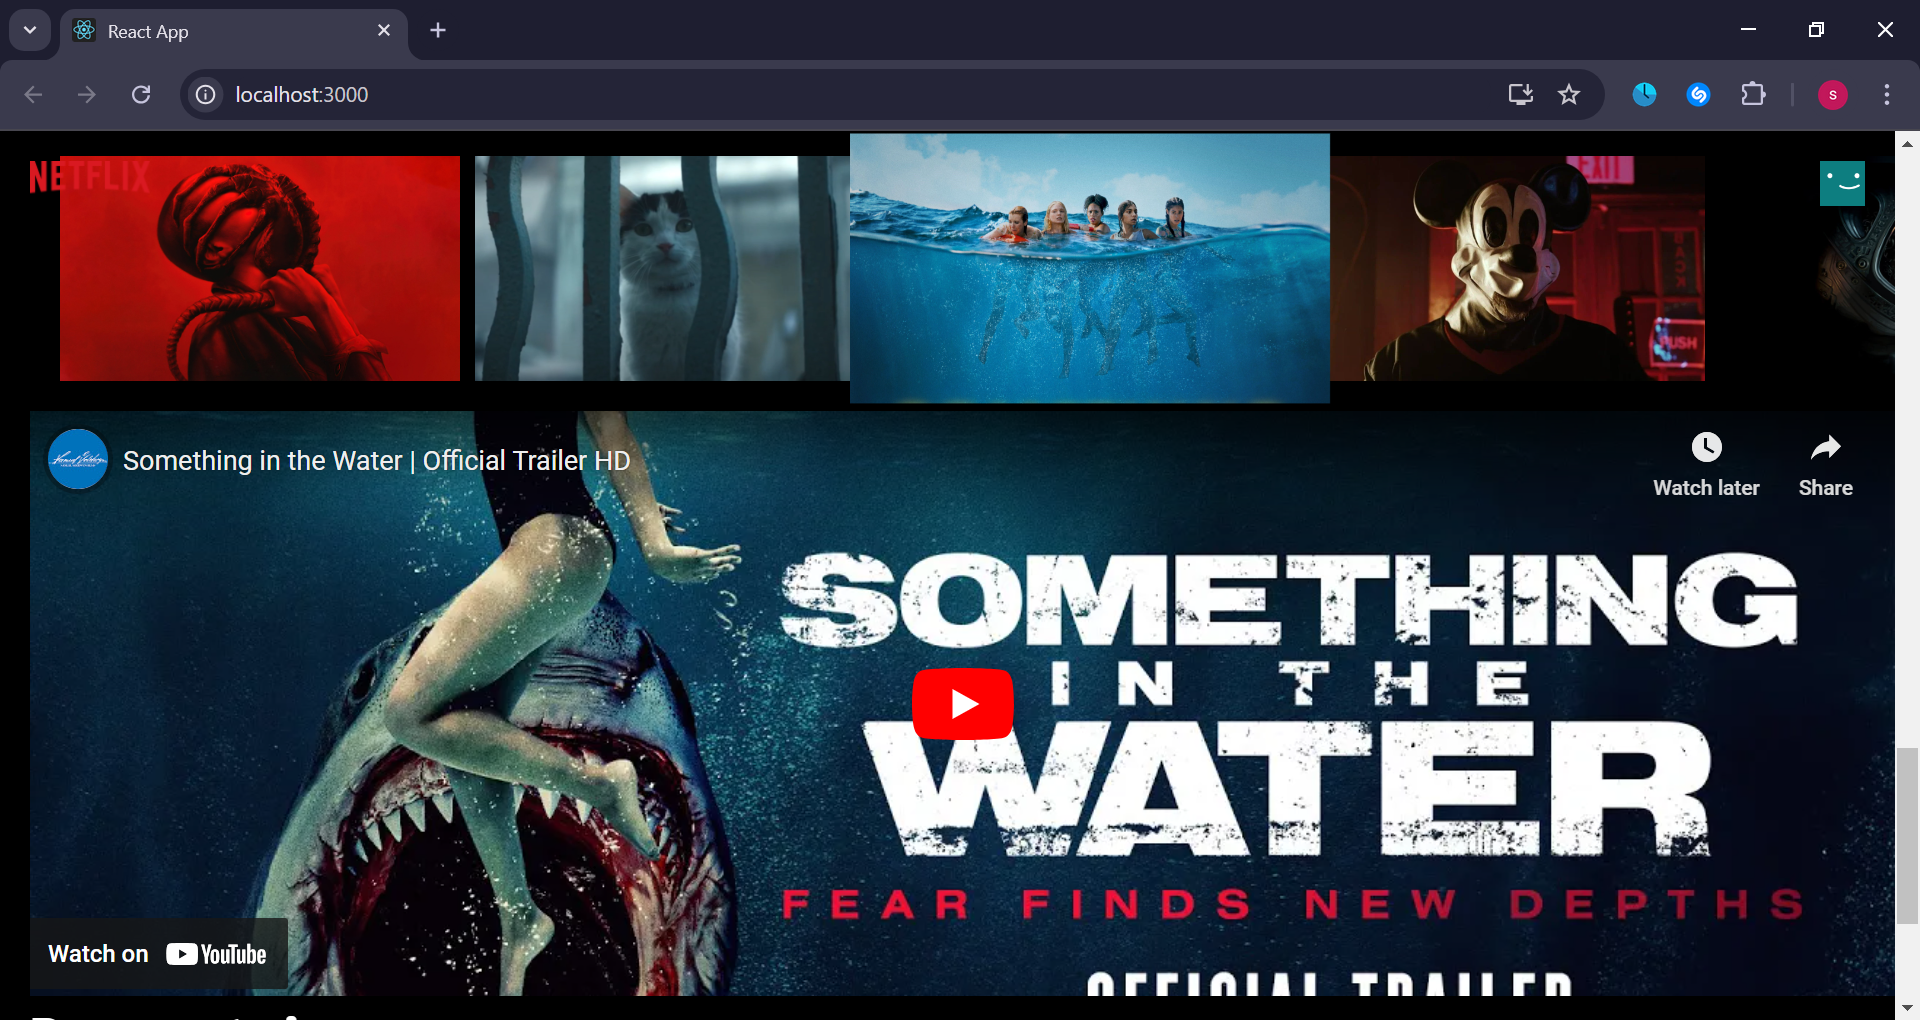 React App
localhost:3000
S
NETFLIX
EXIT
BACK
PUSH
Something in the Water | Official Trailer HD
Watch later
Share
SOMETHING
IN THE
WATER
FEAR FINDS NEW DEPTHS
OFFICIAL TRAILER
Watch on YouTube